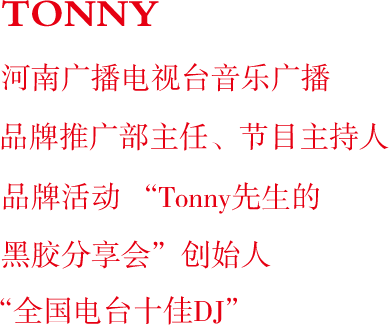 TONNY
河南广播电视台音乐广播
品牌推广部主任、节目主持人
品牌活动 “Tonny先生的
黑胶分享会”创始人
“全国电台十佳DJ”